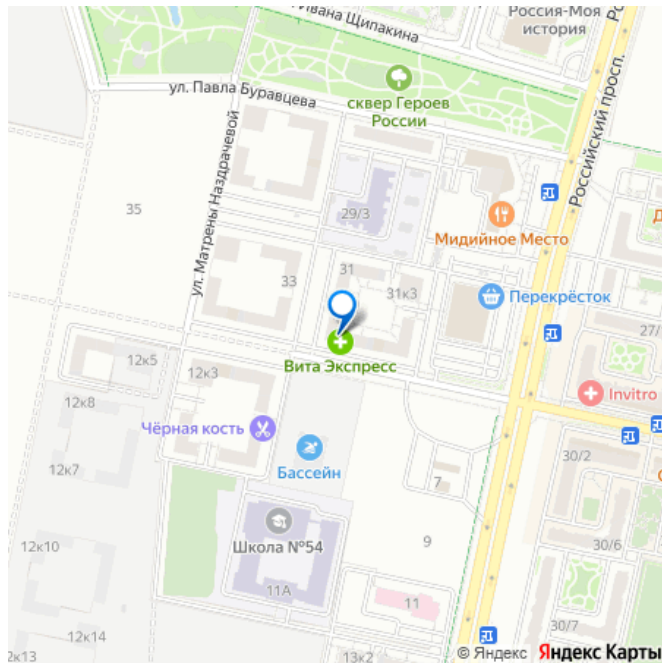 Ивана Щипакина
Россия-Моя
история
ул. Павла Буравцева
сквер Героев
России
Российский просп.
ул. Матрены Наздрачевой
35
29/3
Мидийное Место
33
31
31к3
Перекрёсток
27/
Вита Экспресс
12к5
12к3
Invitro
12к8
Чёрная кость
Бассейн
30/2
12к7
7
Школа №54
9
12к10
30/6
11А
11
30/7
12к14
12к13
13к2
© Яндекс Яндекс Карты